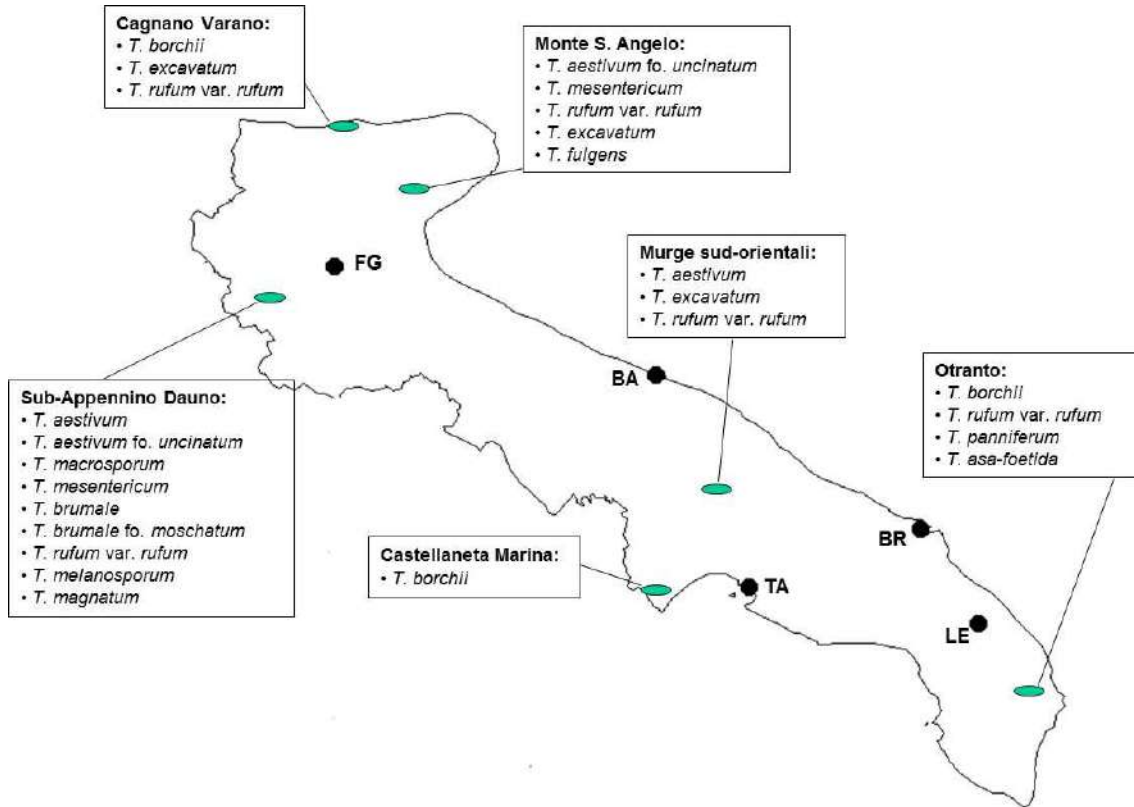 Cagnano Varano:
• T. borchii
• T. excavatum
• T. rufum var. rufum
Monte S. Angelo:
• T. aestivum fo. uncinatum
• T. mesentericum
• T. rufum var. rufum
• T. excavatum
• T. fulgens
FG
Murge sud-orientali:
• T. aestivum
• T. excavatum
• T. rufum var. rufum
BA
Sub-Appennino Dauno:
• T. aestivum
• T. aestivum fo. uncinatum
• T. macrosporum
• T. mesentericum
• T. brumale
• T. brumale fo. moschatum
• T. rufum var. rufum
• T. melanosporum
• T. magnatum
Otranto:
• T. borchii
• T. rufum var. rufum
• T. panniferum
• T. asa-foetida
Castellaneta Marina:
• T. borchii
BR
TA
LE